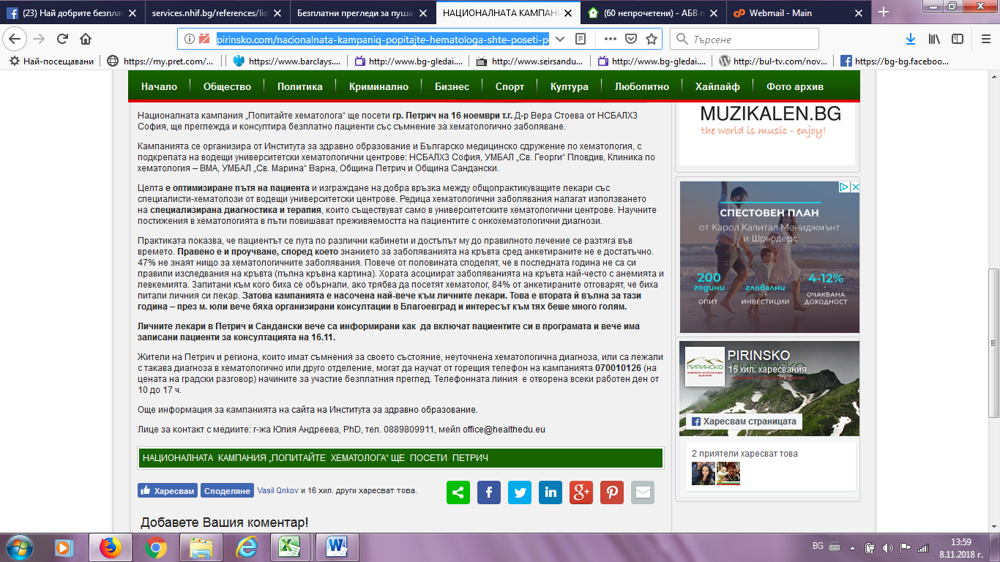 (23) Най добрите безплат
services.nhif.bg/references/list
Безплатни прегледи за пуша
НАЦИОНАЛНАТА КАМПАНИ
(60 непрочетени) - АБВ п
Webmail - Main
pirinsko.com/nacionalnata-kampaniq-popitajte-hematologa-shte-poseti-p
Търсене
Най-посещавани
https://my.pret.com/...
https://www.barclays....
http://www.bg-gledai....
http://www.seirsandu...
http://www.bg-gledai....
http://bul-tv.com/nov...
https://bg-bg.faceboo...
Начало
Общество
Политика
Криминално
Бизнес
Спорт
Култура
Любопитно
Хайлайф
Фото архив
Националната кампания „Попитайте хематолога“ ще посети гр. Петрич на 16 ноември т.г. Д-р Вера Стоева от НСБАЛХЗ
София, ще преглежда и консултира безплатно пациенти със съмнение за хематологично заболяване.
Кампанията се организира от Института за здравно образование и Българско медицинско сдружение по хематология, с
подкрепата на водещи университетски хематологични центрове: НСБАЛХЗ София, УМБАЛ „Св. Георги“ Пловдив, Клиника по
хематология – ВМА, УМБАЛ „Св. Марина“ Варна, Община Петрич и Община Сандански.
Целта е оптимизиране пътя на пациента и изграждане на добра връзка между общопрактикуващите лекари със
специалисти-хематолози от водещи университетски центрове. Редица хематологични заболявания налагат използването
на специализирана диагностика и терапия, които съществуват само в университетските хематологични центрове. Научните
постижения в хематологията в пъти повишават преживяемостта на пациентите с онкохематологични диагнози.
Практиката показва, че пациентът се лута по различни кабинети и достъпът му до правилното лечение се разтяга във
времето. Правено е и проучване, според което знанието за заболяванията на кръвта сред анкетираните не е достатъчно.
47% не знаят нищо за хематологичните заболявания. Повече от половината споделят, че в последната година не са си
правили изследвания на кръвта (пълна кръвна картина). Хората асоциират заболяванията на кръвта най-често с анемията и
левкемията. Запитани към кого биха се обърнали, ако трябва да посетят хематолог, 84% от анкетираните отговарят, че биха
питали личния си лекар. Затова кампанията е насочена най-вече към личните лекари. Това е втората й вълна за тази
година – през м. юли вече бяха организирани консултации в Благоевград и интересът към тях беше много голям.
Личните лекари в Петрич и Сандански вече са информирани как  да включат пациентите си в програмата и вече има
записани пациенти за консултацията на 16.11.
Жители на Петрич и региона, които имат съмнения за своето състояние, неуточнена хематологична диагноза, или са лежали
с такава диагноза в хематологично или друго отделение, могат да научат от горещия телефон на кампанията 070010126 (на
цената на градски разговор) начините за участие безплатния преглед. Телефонната линия  е отворена всеки работен ден от
10 до 17 ч.
Още информация за кампанията на сайта на Института за здравно образование.
Лице за контакт с медиите: г-жа Юлия Андреева, PhD, тел. 0889809911, мейл office@healthedu.eu
НАЦИОНАЛНАТА КАМПАНИЯ „ПОПИТАЙТЕ ХЕМАТОЛОГА“ ЩЕ ПОСЕТИ ПЕТРИЧ
Харесвам
Споделяне
Vasil Qnkov и 16 хил. други харесват това.
Добавете Вашия коментар!
MUZIKALEN.BG
the world is music - enjoy!
СПЕСТОВЕН ПЛАН
от Карол Капитал Мениджмънт
и Шрьодерс
200
години
- ОПИТ
глобални
- ИНВЕСТИЦИИ
4-12%
- ОЧАКВАНА
ДОХОДНОСТ
ПИРИНСКО
PIRINSKO
16 хил. харесвания
Харесвам страницата
2 приятели харесват това
BG
13:59
8.11.2018 г.